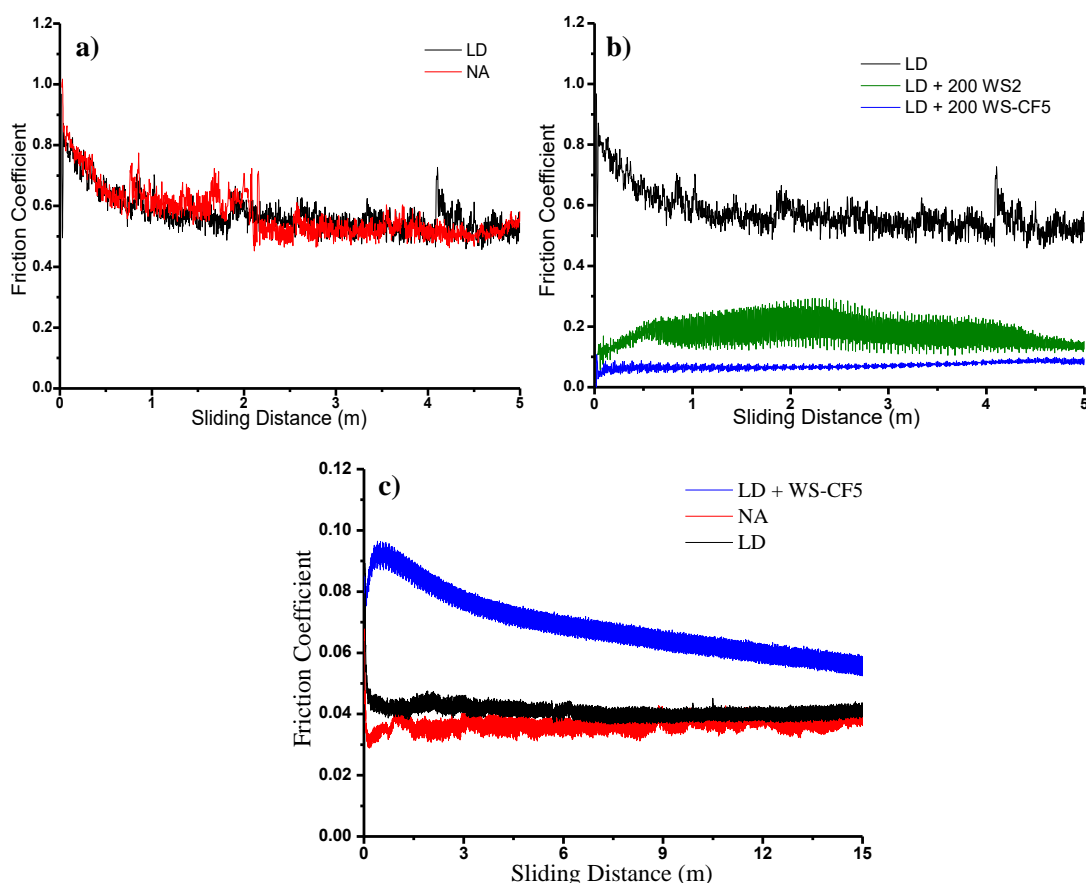 a)
LD
NA
1.2
1.0
0.8
0.6
0.4
0.2
0.0
Friction Coefficient
0 1 2 3 4 5
Sliding Distance (m)
b)
LD
LD + 200 WS2
LD + 200 WS-CF5
1.2
1.0
0.8
0.6
0.4
0.2
0.0
Friction Coefficient
0 1 2 3 4 5
Sliding Distance (m)
c)
LD + WS-CF5
NA
LD
0.12
0.10
0.08
0.06
0.04
0.02
0.00
Friction Coefficient
0 3 6 9 12 15
Sliding Distance (m)